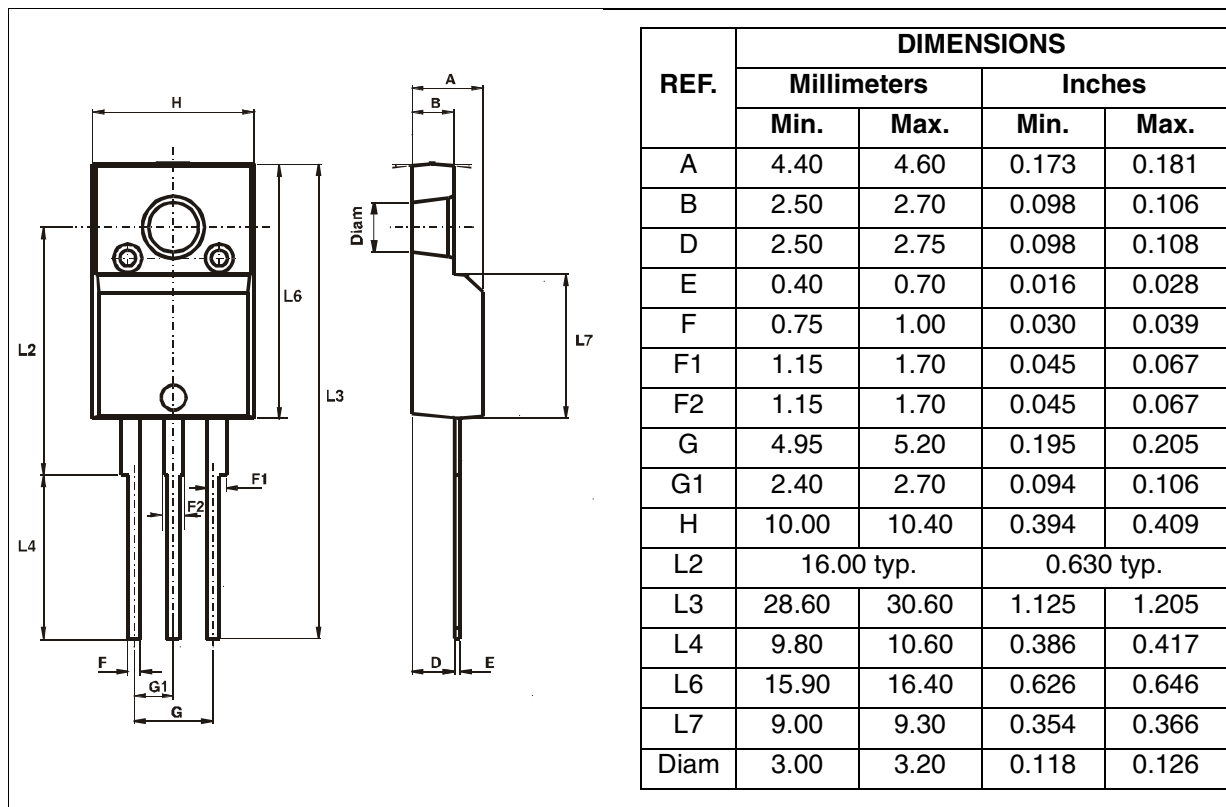 H
A
B
Diam
L6
L2
L7
L3
F1
F2
L4
F
G1
G
D
E
REF. DIMENSIONS
Millimeters Inches
Min. Max. Min. Max.
A 4.40 4.60 0.173 0.181
B 2.50 2.70 0.098 0.106
D 2.50 2.75 0.098 0.108
E 0.40 0.70 0.016 0.028
F 0.75 1.00 0.030 0.039
F1 1.15 1.70 0.045 0.067
F2 1.15 1.70 0.045 0.067
G 4.95 5.20 0.195 0.205
G1 2.40 2.70 0.094 0.106
H 10.00 10.40 0.394 0.409
L2 16.00 typ. 0.630 typ.
L3 28.60 30.60 1.125 1.205
L4 9.80 10.60 0.386 0.417
L6 15.90 16.40 0.626 0.646
L7 9.00 9.30 0.354 0.366
Diam 3.00 3.20 0.118 0.126